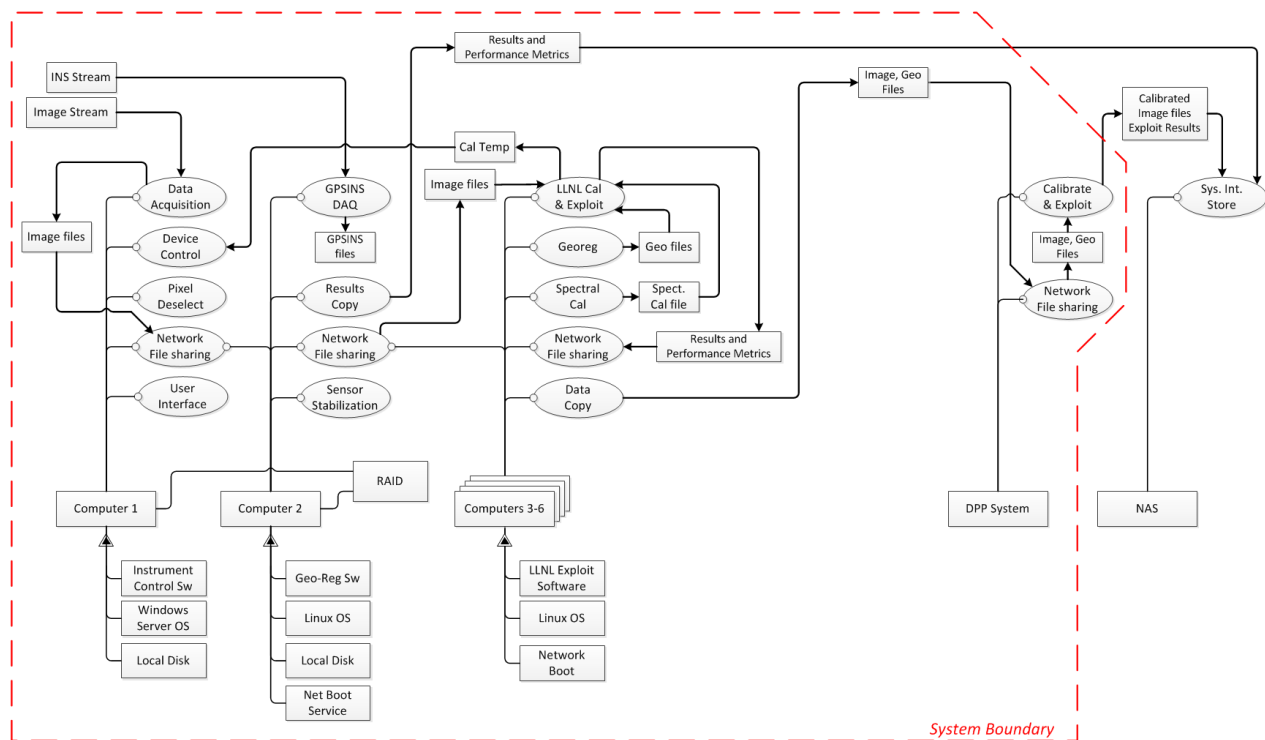 Results and
Performance Metrics
INS Stream
Image, Geo
Files
Image Stream
Calibrated
Image files
Exploit Results
Cal Temp
Image files
Data
Acquisition
GPSINS
DAQ
LLNL Cal
& Exploit
Calibrate
& Exploit
Sys. Int.
Store
Image files
Device
Control
GPSINS
files
Georeg
Geo files
Image, Geo
Files
Pixel
Deselect
Results
Copy
Spectral
Cal
Spect.
Cal file
Network
File sharing
Network
File sharing
Network
File sharing
Network
File sharing
Results and
Performance Metrics
User
Interface
Sensor
Stabilization
Data
Copy
RAID
Computer 1
Computer 2
Computers 3-6
DPP System
NAS
Instrument
Control Sw
Geo-Reg Sw
LLNL Exploit
Software
Windows
Server OS
Linux OS
Linux OS
Local Disk
Local Disk
Network
Boot
Net Boot
Service
System Boundary